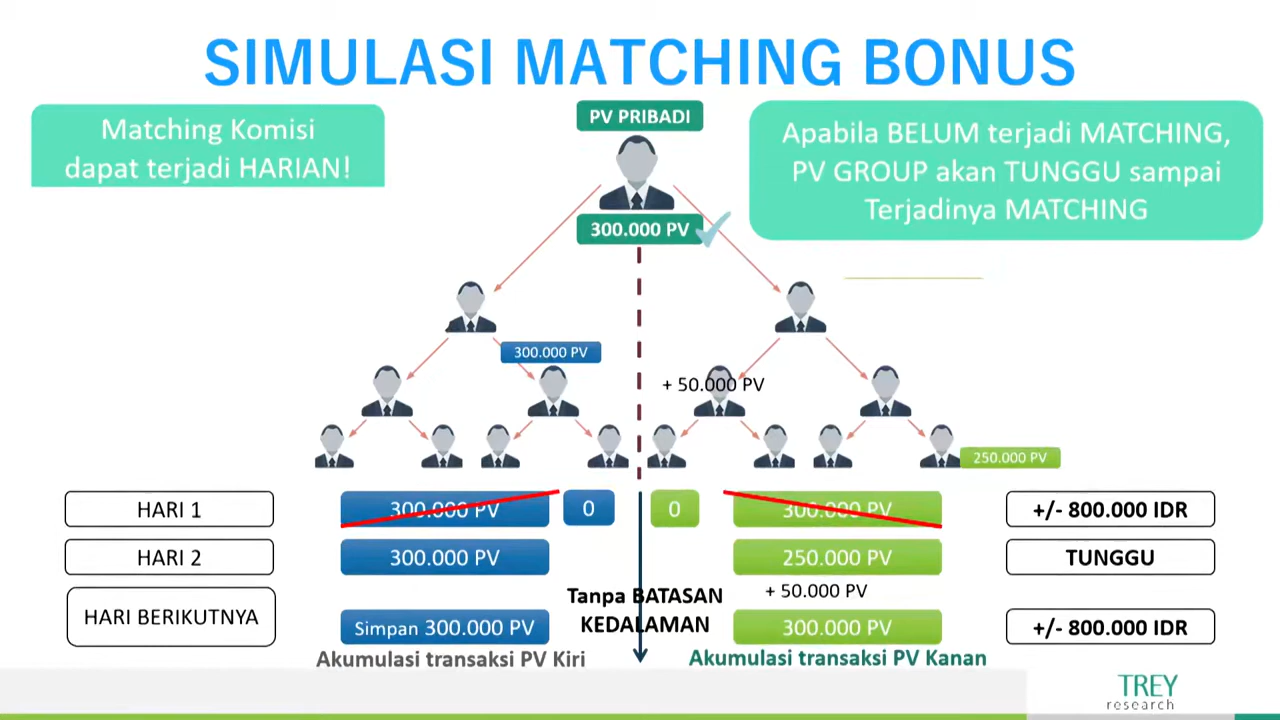 SIMULASI MATCHING BONUS
Matching Komisi
dapat terjadi HARIAN!
PV PRIBADI
300.000 PV
Apabila BELUM terjadi MATCHING,
PV GROUP akan TUNGGU sampai
Terjadinya MATCHING
300.000 PV
+ 50.000 PV
250.000 PV
HARI 1
300.000 PV
0
0
300.000 PV
+/- 800.000 IDR
HARI 2
300.000 PV
250.000 PV
TUNGGU
HARI BERIKUTNYA
Simpan 300.000 PV
Tanpa BATASAN
KEDALAMAN
+ 50.000 PV
300.000 PV
+/- 800.000 IDR
Akumulasi transaksi PV Kiri
Akumulasi transaksi PV Kanan
TREY
research